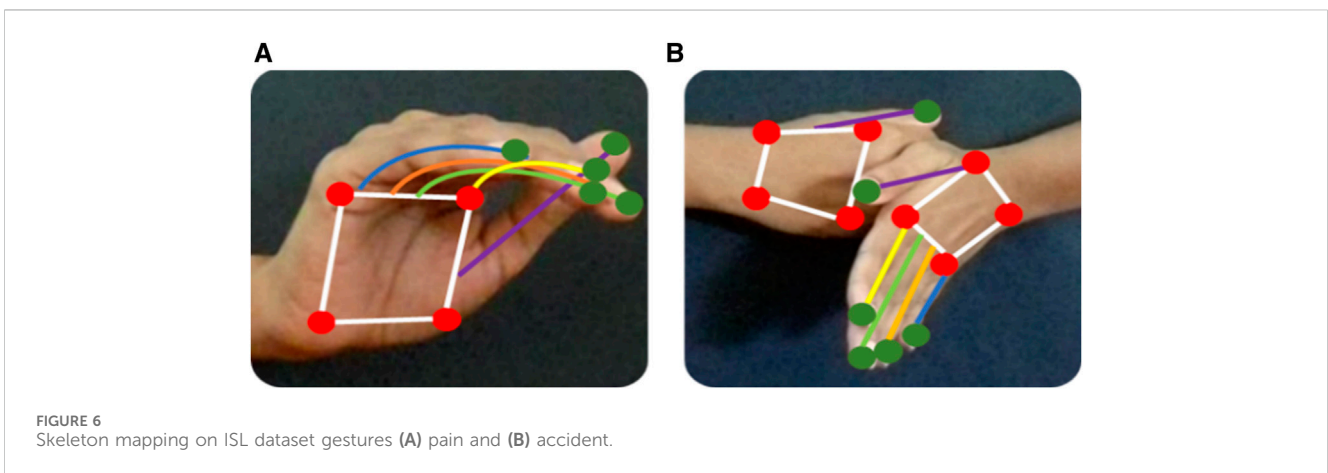 A
B
FIGURE 6
Skeleton mapping on ISL dataset gestures (A) pain and (B) accident.